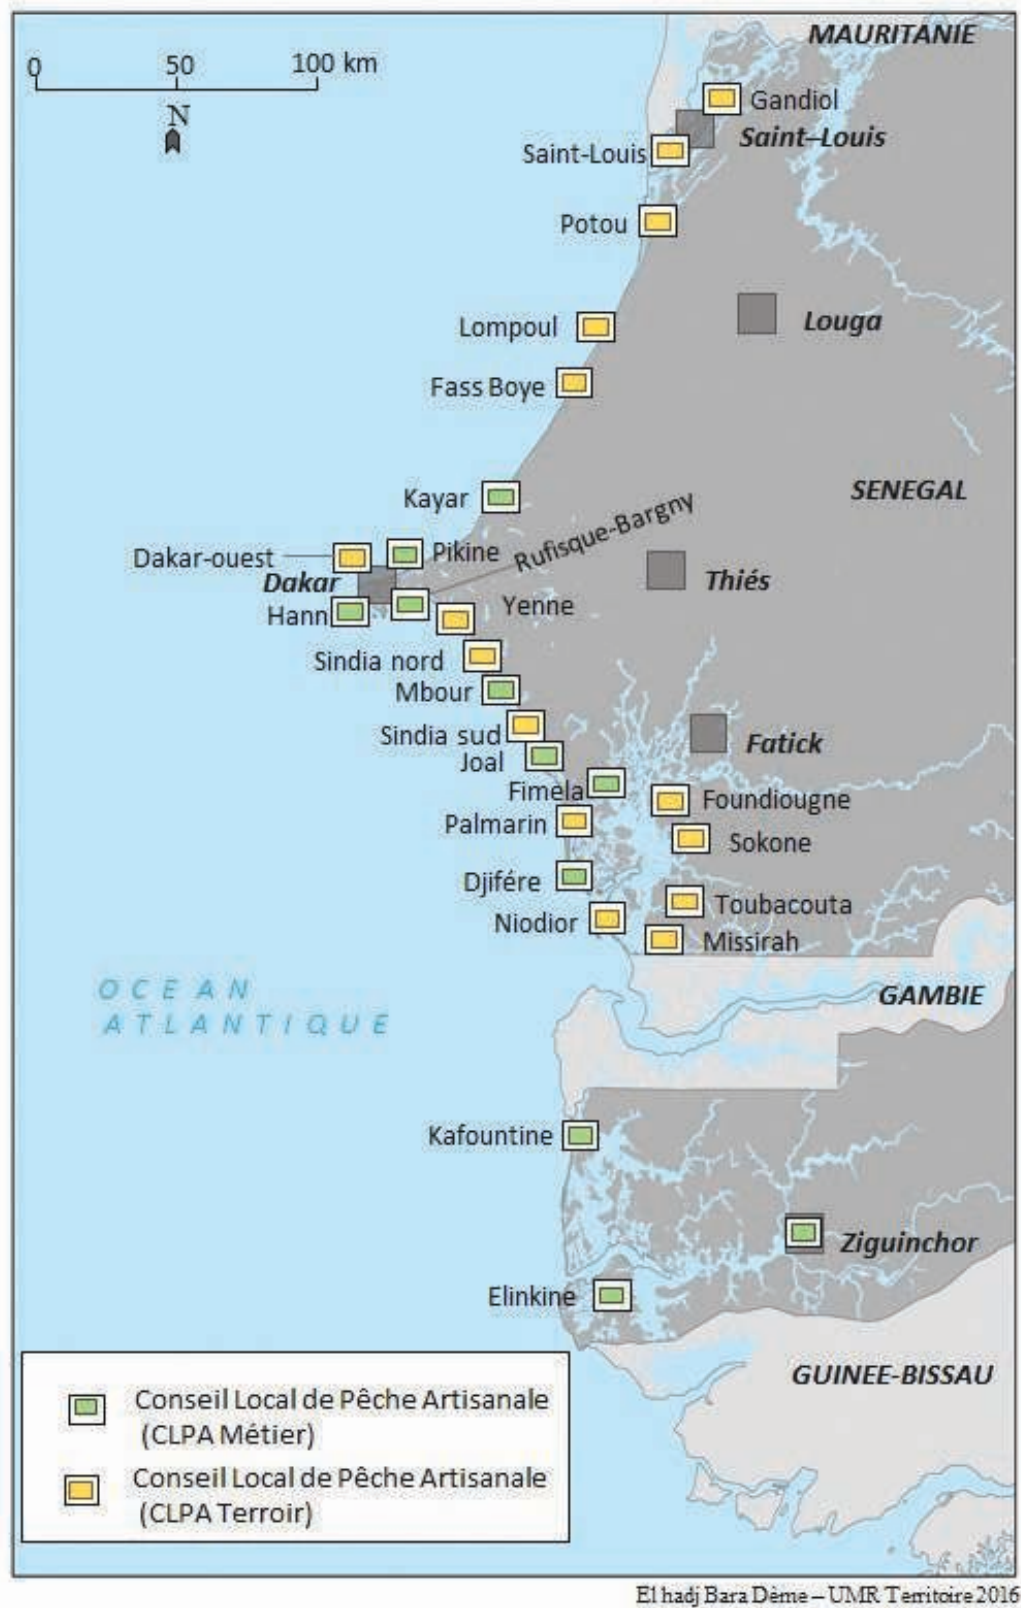 MAURITANIE
0 50 100 km
N
Gandiol
Saint–Louis
Saint-Louis
Potou
Louga
Lompoul
Fass Boye
SENEGAL
Kayar
Rufisque-Bargny
Dakar-ouest
Pikine
Dakar
Thiés
Hann
Yenne
Sindia nord
Mbour
Sindia sud
Fatick
Joal
Fimela
Foundiougne
Palmarin
Sokone
Djifére
Toubacouta
Niodior
Missirah
OCEAN
ATLANTIQUE
GAMBIE
Kafountine
Ziguinchor
Elinkine
GUINEE-BISSAU
Conseil Local de Pêche Artisanale
(CLPA Métier)
Conseil Local de Pêche Artisanale
(CLPA Terroir)
El hadj Bara Dème – UMR Territoire 2016